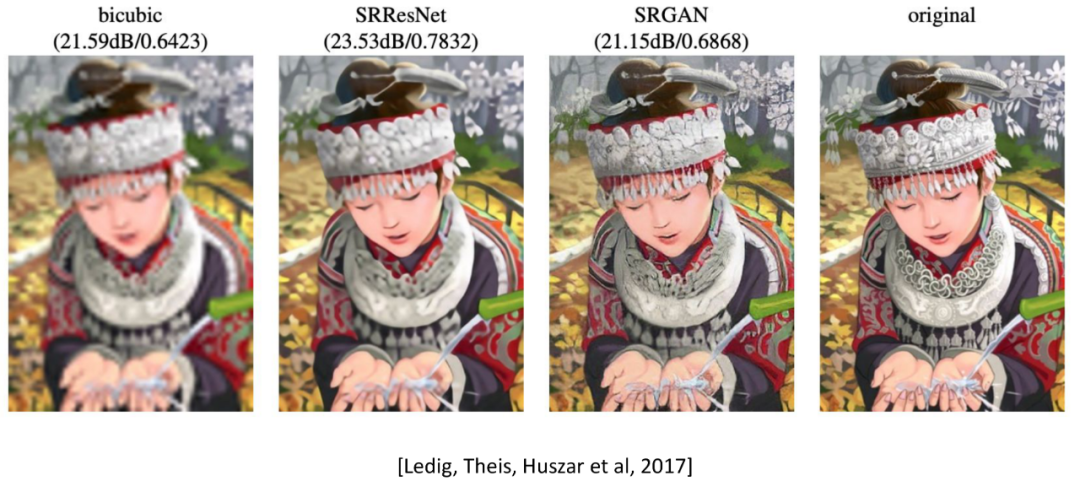 bicubic
(21.59dB/0.6423)
SRResNet
(23.53dB/0.7832)
SRGAN
(21.15dB/0.6868)
original
[Ledig, Theis, Huszar et al, 2017]